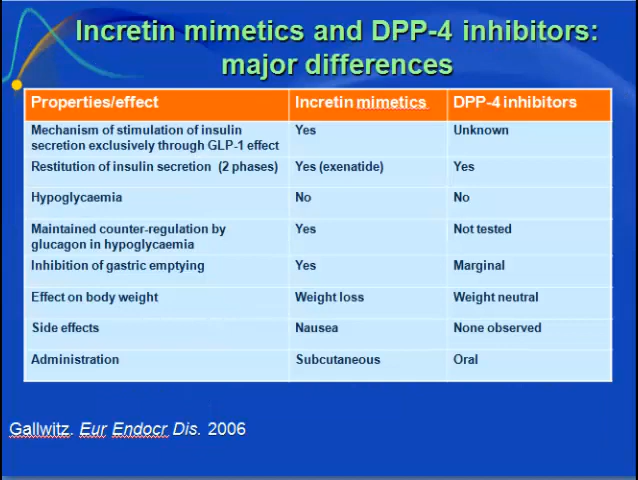 Incretin mimetics and DPP-4 inhibitors:
major differences
Properties/effect Incretin mimetics DPP-4 inhibitors
Mechanism of stimulation of insulin
secretion exclusively through GLP-1 effect Yes Unknown
Restitution of insulin secretion (2 phases) Yes (exenatide) Yes
Hypoglycaemia No No
Maintained counter-regulation by
glucagon in hypoglycaemia Yes Not tested
Inhibition of gastric emptying Yes Marginal
Effect on body weight Weight loss Weight neutral
Side effects Nausea None observed
Administration Subcutaneous Oral
Gallwitz. Eur Endocr Dis. 2006